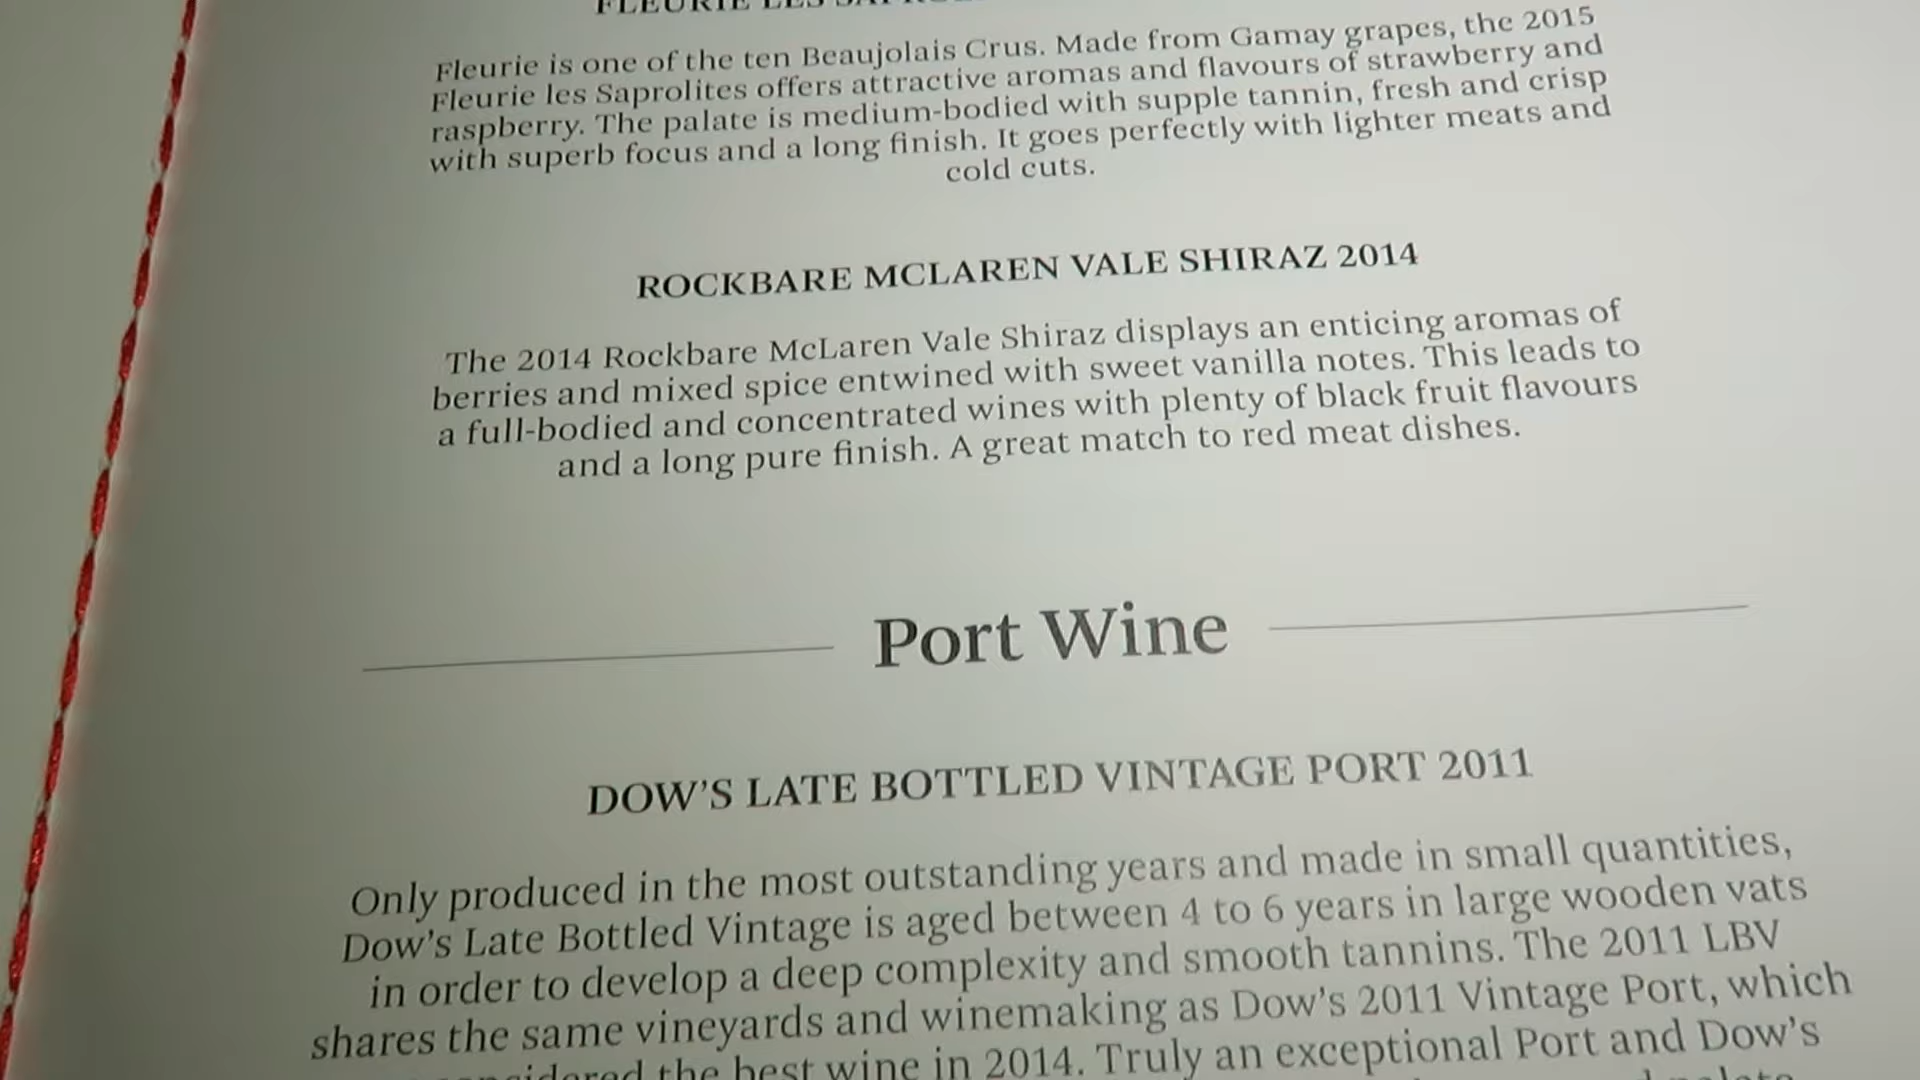 FLEURIE LES
Fleurie is one of the ten Beaujolais Crus. Made from Gamay grapes, the 2015
Fleurie les Saprolites offers attractive aromas and flavours of strawberry and
raspberry. The palate is medium-bodied with supple tannin, fresh and crisp
with superb focus and a long finish. It goes perfectly with lighter meats and
cold cuts.
ROCKBARE MCLAREN VALE SHIRAZ 2014
The 2014 Rockbare McLaren Vale Shiraz displays an enticing aromas of
berries and mixed spice entwined with sweet vanilla notes. This leads to
a full-bodied and concentrated wines with plenty of black fruit flavours
and a long pure finish. A great match to red meat dishes.
Port Wine
DOW'S LATE BOTTLED VINTAGE PORT 2011
Only produced in the most outstanding years and made in small quantities,
Dow's Late Bottled Vintage is aged between 4 to 6 years in large wooden vats
in order to develop a deep complexity and smooth tannins. The 2011 LBV
shares the same vineyards and winemaking as Dow's 2011 Vintage Port, which
considered the best wine in 2014. Truly an exceptional Port and Dow's